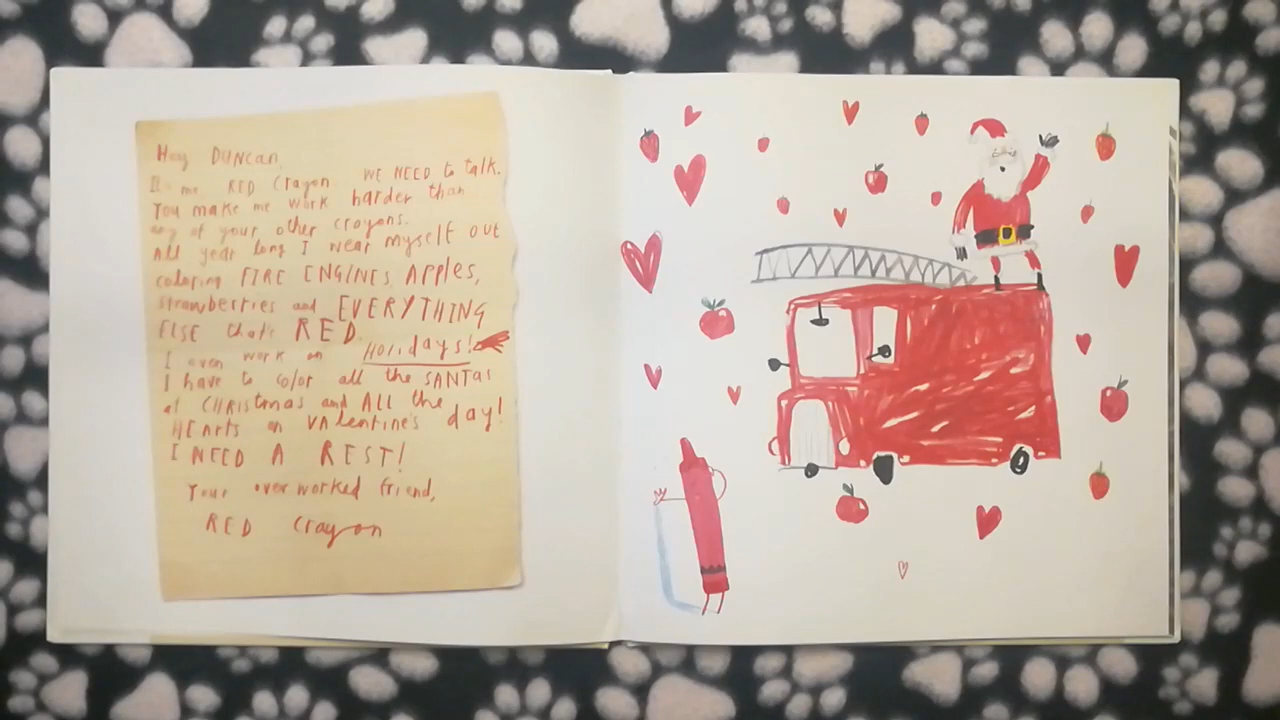 Hey DUNCAN,
It's me, RED Crayon. WE NEED to talk.
You make me work harder than
any of your other crayons.
All year long I wear myself out
coloring FIRE ENGINES, Apples,
strawberries and EVERYTHING
ELSE that's RED.
I even work on Holidays!
I have to color all the SANTAs
at CHRistmas and ALL the
HEArts on VAlentine's day!
I NEED A REST!
Your overworked friend,
RED Crayon